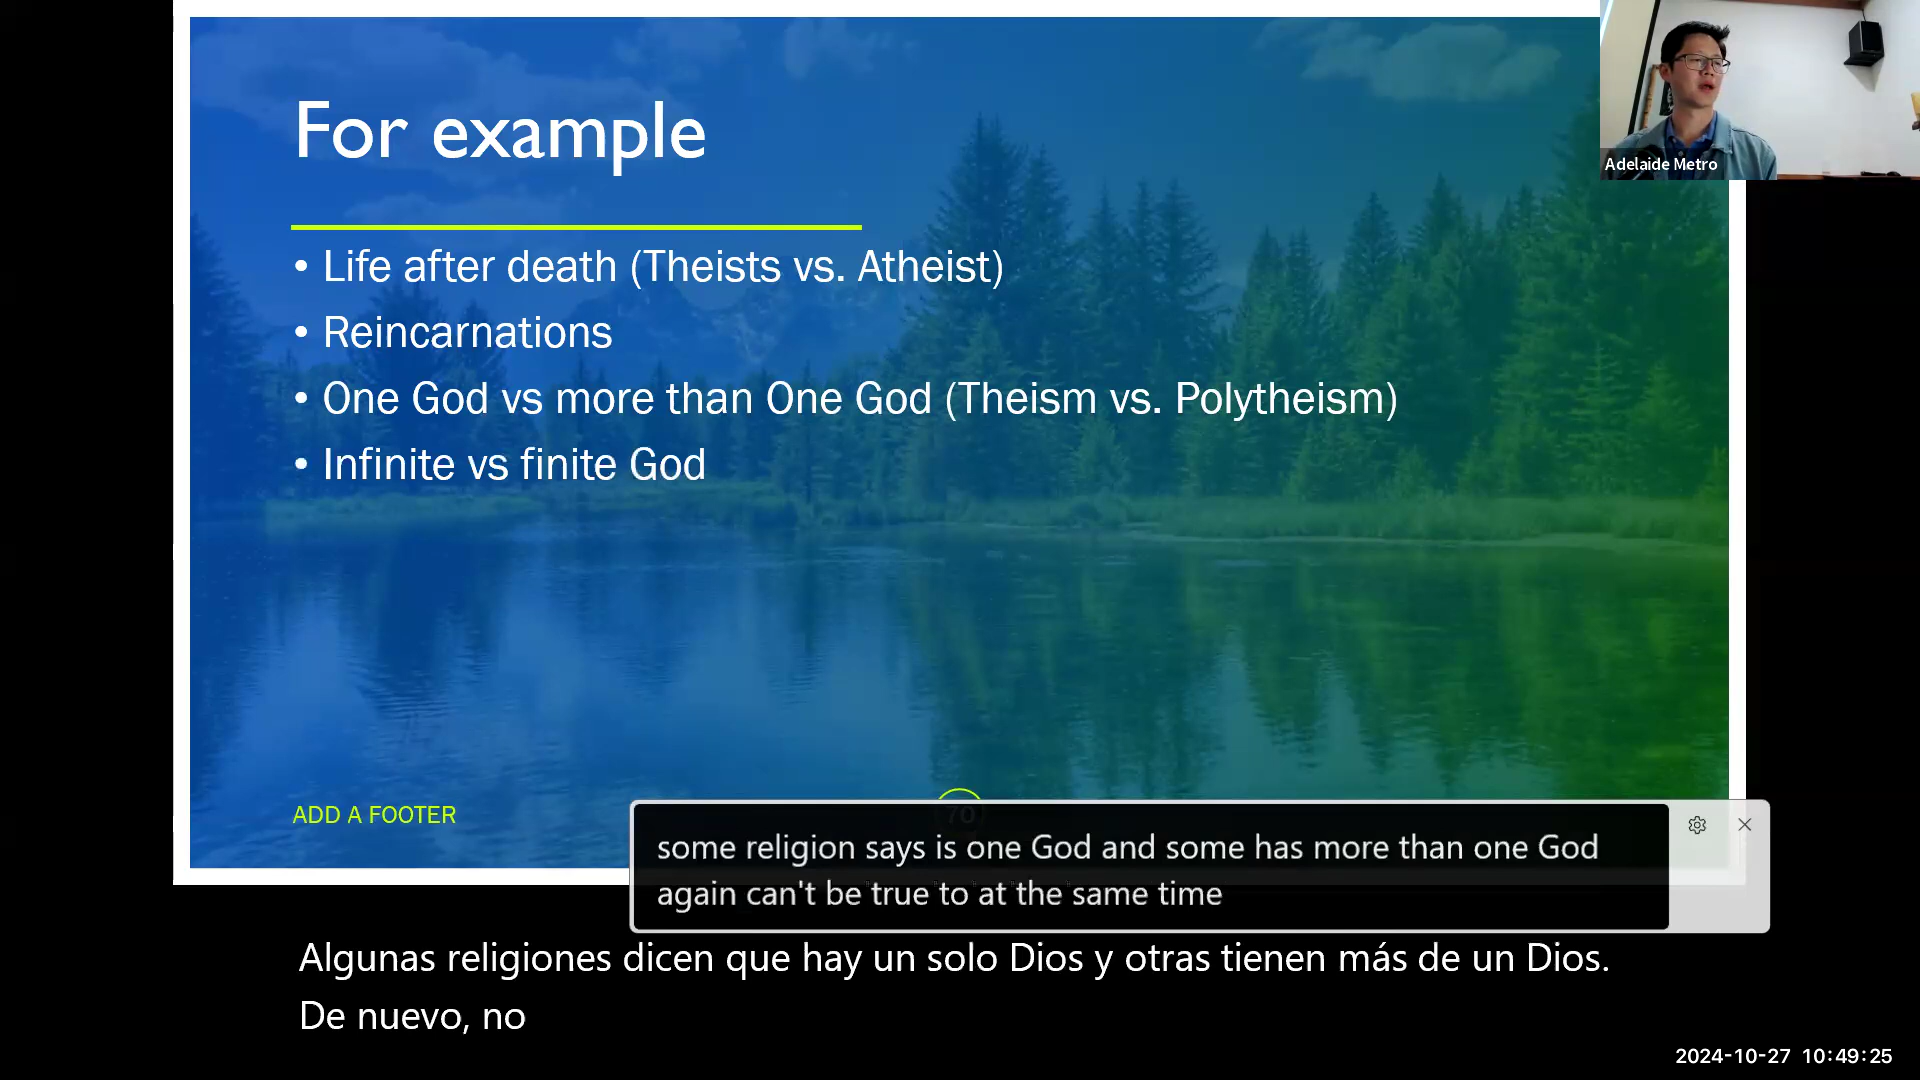 For example
Adelaide Metro
• Life after death (Theists vs. Atheist)
• Reincarnations
• One God vs more than One God (Theism vs. Polytheism)
• Infinite vs finite God
ADD A FOOTER
70
some religion says is one God and some has more than one God
again can't be true to at the same time
Algunas religiones dicen que hay un solo Dios y otras tienen más de un Dios.
De nuevo, no
2024-10-27 10:49:25